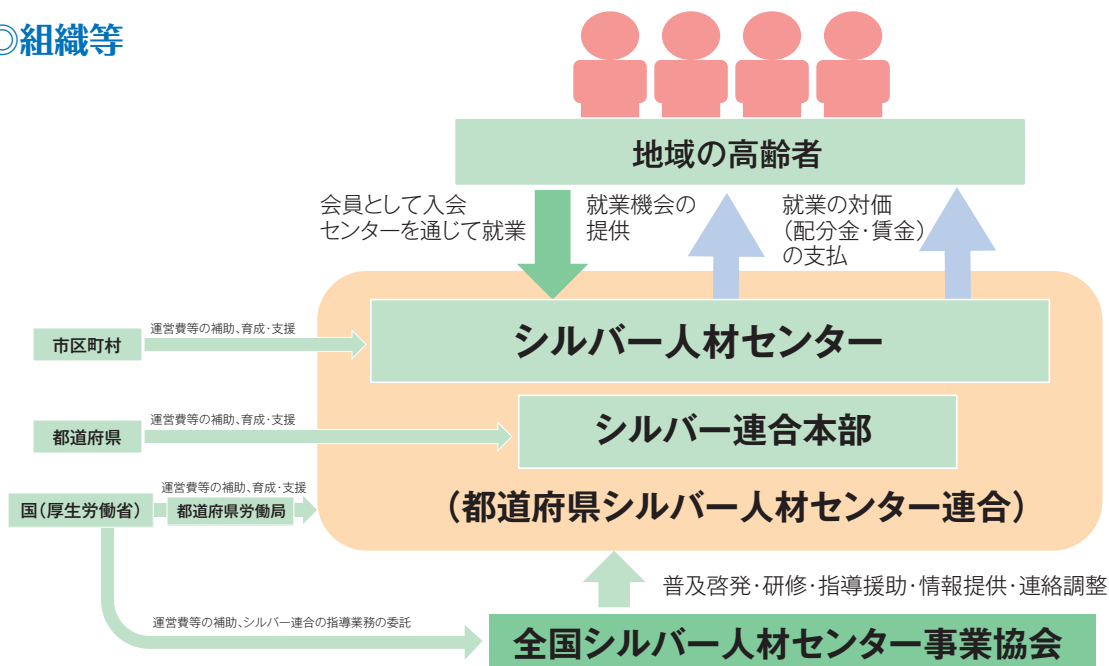 ◎組織等
地域の高齢者
会員として入会
センターを通じて就業
就業機会の
提供
就業の対価
(配分金・賃金)
の支払
シルバー人材センター
市区町村
運営費等の補助、育成・支援
シルバー連合本部
都道府県
運営費等の補助、育成・支援
(都道府県シルバー人材センター連合)
国(厚生労働省)
運営費等の補助、育成・支援
都道府県労働局
普及啓発・研修・指導援助・情報提供・連絡調整
運営費等の補助、シルバー連合の指導業務の委託
全国シルバー人材センター事業協会